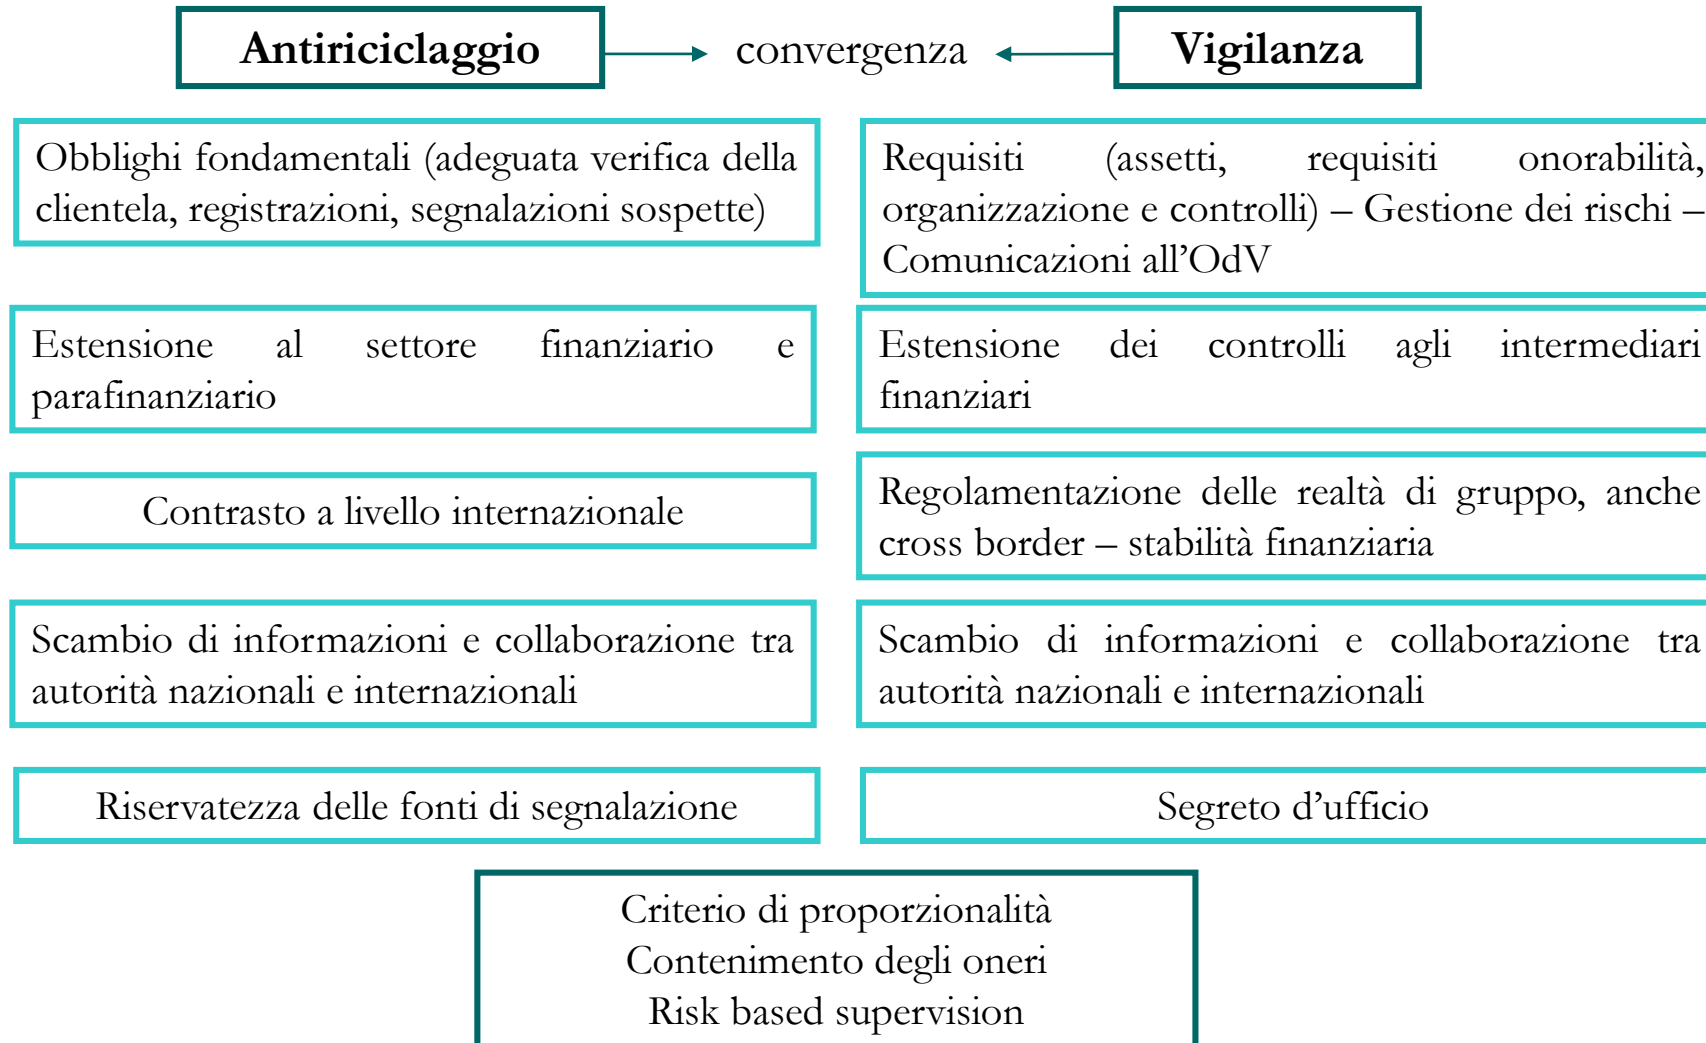 Antiriciclaggio convergenza Vigilanza
Obblighi fondamentali (adeguata verifica della
clientela, registrazioni, segnalazioni sospette)
Requisiti (assetti, requisiti onorabilità,
organizzazione e controlli) – Gestione dei rischi –
Comunicazioni all’OdV
Estensione al settore finanziario e
parafinanziario
Estensione dei controlli agli intermediari
finanziari
Contrasto a livello internazionale
Regolamentazione delle realtà di gruppo, anche
cross border – stabilità finanziaria
Scambio di informazioni e collaborazione tra
autorità nazionali e internazionali
Scambio di informazioni e collaborazione tra
autorità nazionali e internazionali
Riservatezza delle fonti di segnalazione
Segreto d’ufficio
Criterio di proporzionalità
Contenimento degli oneri
Risk based supervision